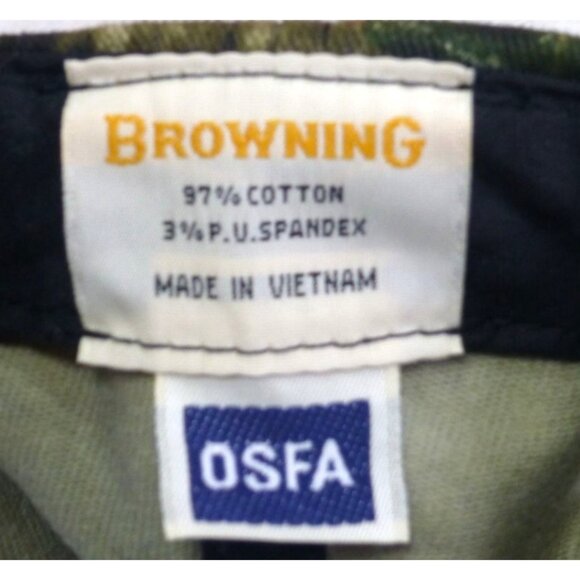 BROWNING
97% COTTON
3% P.U.SPANDEX
MADE IN VIETNAM
OSFA